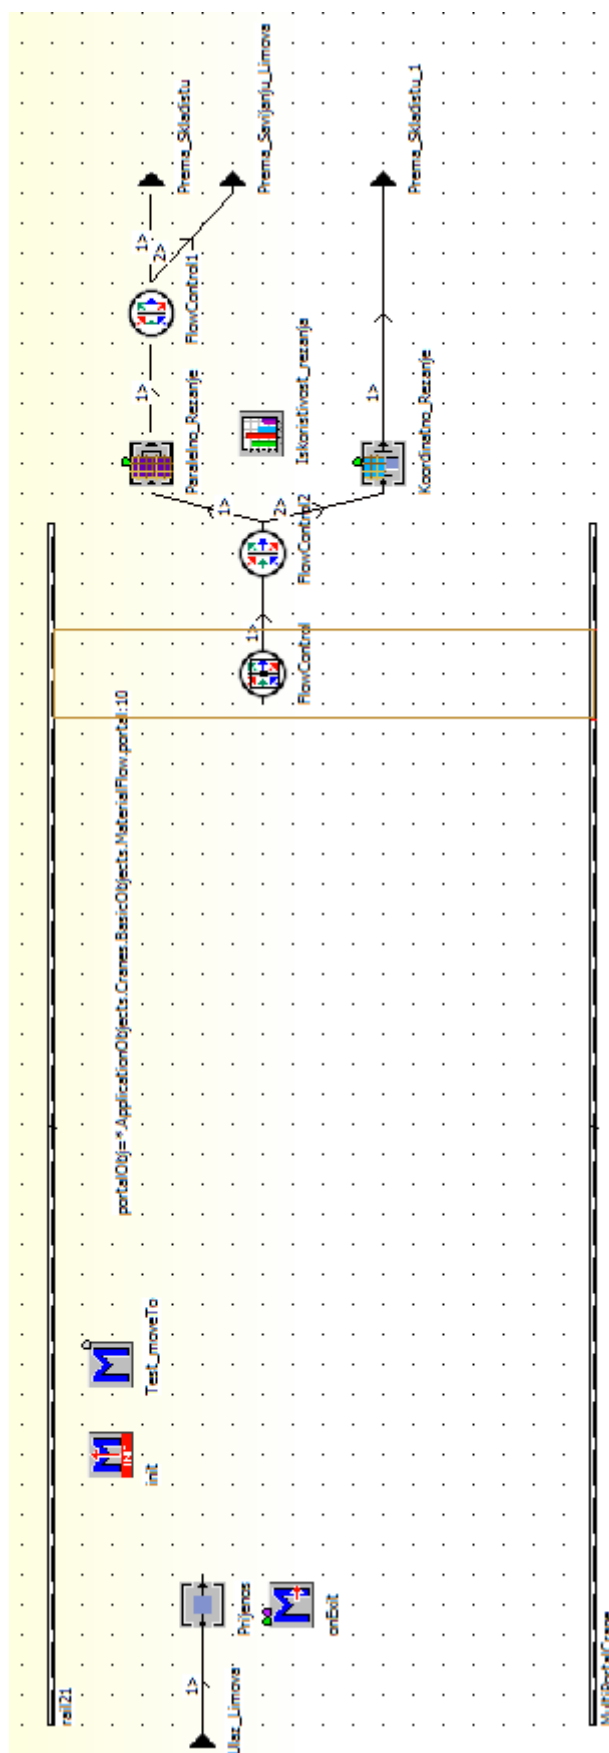 rail21
MultiPortalCrane
Ulaz_Limova
1>
Prijenos
onExit
init
Test_moveTo
portalObj=*.ApplicationObjects.Cranes.BasicObjects.MaterialFlow.portal:10
FlowControl
1>
FlowControl2
1>
2>
Paralelno_Rezanje
Iskoristivost_rezanja
Koordinatno_Rezanje
1>
1>
FlowControl1
1>
2>
Prema_Skladistu
Prema_Savijanju_Limova
Prema_Skladistu_1